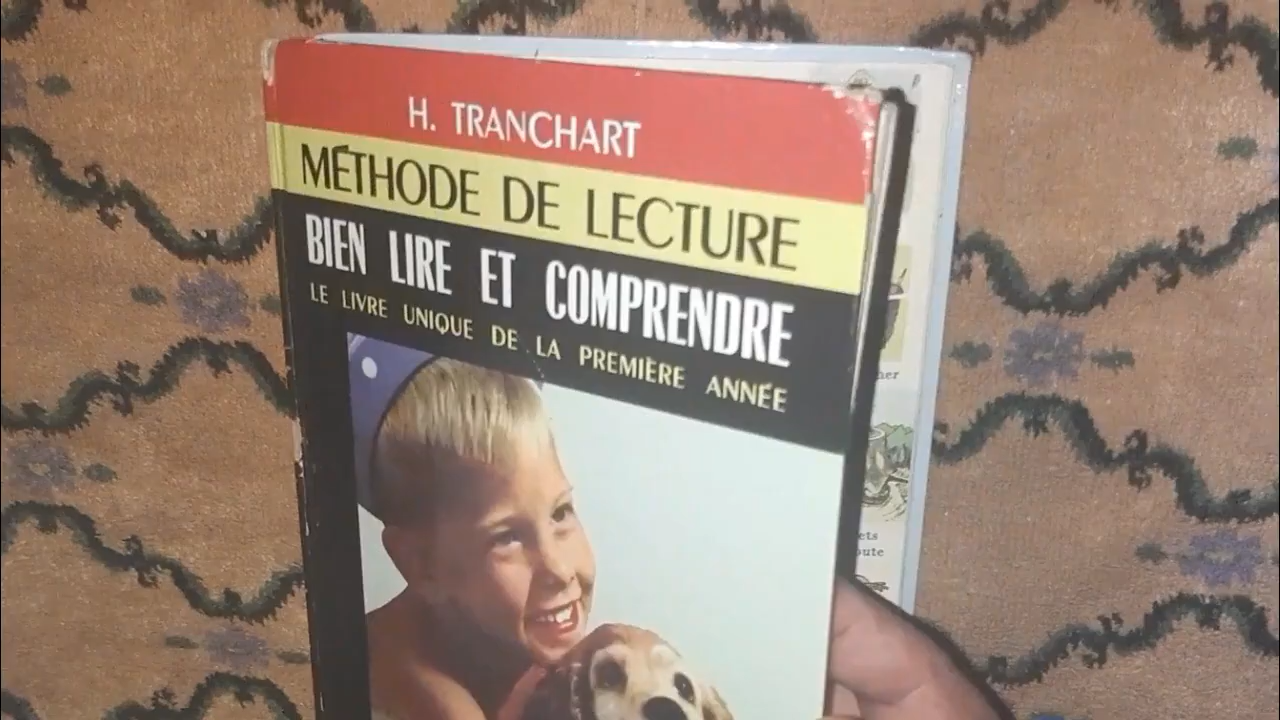 H. TRANCHART
MÉTHODE DE LECTURE
BIEN LIRE ET COMPRENDRE
LE LIVRE UNIQUE DE LA PREMIÈRE ANNÉE